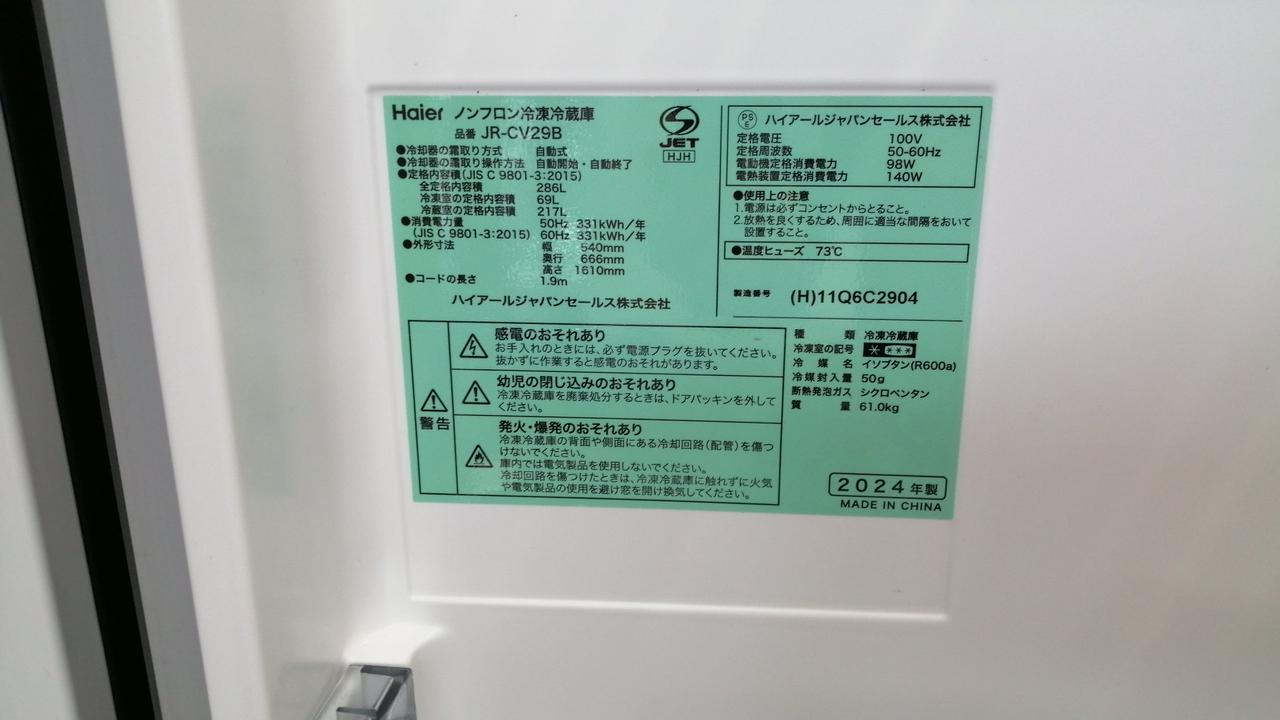 Haier ノンフロン冷凍冷蔵庫
品番 JR-CV29B
●冷却器の霜取り方式 自動式
●冷却器の霜取り操作方法 自動開始・自動終了
●定格内容積(JIS C 9801-3:2015)
全定格内容積 286L
冷凍室の定格内容積 69L
冷蔵室の定格内容積 217L
●消費電力量 50Hz 331kWh/年
(JIS C 9801-3:2015) 60Hz 331kWh/年
●外形寸法 幅 540mm
奥行 666mm
高さ 1610mm
●コードの長さ 1.9m
ハイアールジャパンセールス株式会社
JET
HJH
PSE ハイアールジャパンセールス株式会社
定格電圧 100V
定格周波数 50-60Hz
電動機定格消費電力 98W
電熱装置定格消費電力 140W
●使用上の注意
1.電源は必ずコンセントからとること。
2.放熱を良くするため、周囲に適当な間隔をおいて
設置すること。
●温度ヒューズ 73℃
製造番号 (H)11Q6C2904
警告
感電のおそれあり
お手入れのときには、必ず電源プラグを抜いてください。
抜かずに作業すると感電のおそれがあります。
幼児の閉じ込みのおそれあり
冷凍冷蔵庫を廃棄処分するときは、ドアパッキンを外して
ください。
発火・爆発のおそれあり
冷凍冷蔵庫の背面や側面にある冷却回路(配管)を傷つ
けないでください。
庫内では電気製品を使用しないでください。
冷却回路を傷つけたときは、冷凍冷蔵庫に触れずに火気
や電気製品の使用を避け窓を開け換気してください。
種類 冷凍冷蔵庫
冷凍室の記号 * ***
冷媒名 イソブタン(R600a)
冷媒封入量 50g
断熱発泡ガス シクロペンタン
質量 61.0kg
2024年製
MADE IN CHINA